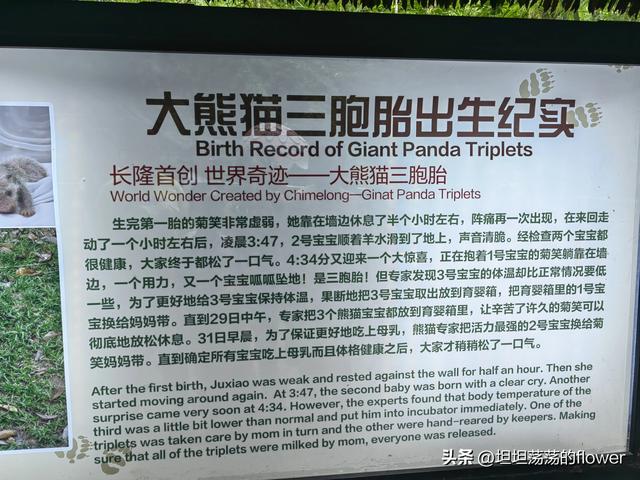 大熊猫三胞胎出生纪实
Birth Record of Giant Panda Triplets
长隆首创 世界奇迹——大熊猫三胞胎
World Wonder Created by Chimelong—Ginat Panda Triplets
生完第一胎的菊笑非常虚弱，她靠在墙边休息了半个小时左右，阵痛再一次出现，在来回走
动了一个小时左右后，凌晨3:47，2号宝宝顺着羊水滑到了地上，声音清脆。经检查两个宝宝都
很健康，大家终于都松了一口气。4:34分又迎来一个大惊喜，正在抱着1号宝宝的菊笑躺靠在墙
边，一个用力，又一个宝宝呱呱坠地！是三胞胎！但专家发现3号宝宝的体温却比正常情况要低
一些，为了更好地给3号宝宝保持体温，果断地把3号宝宝取出放到育婴箱，把育婴箱里的1号宝
宝换给妈妈带。直到29日中午，专家把3个熊猫宝宝都放到育婴箱里，让辛苦了许久的菊笑可以
彻底地放松休息。31日早晨，为了保证更好地吃上母乳，熊猫专家把活力最强的2号宝宝换给菊
笑妈妈带。直到确定所有宝宝吃上母乳而且体格健康之后，大家才稍稍松了一口气。
After the first birth, Juxiao was weak and rested against the wall for half an hour. Then she
started moving around again. At 3:47, the second baby was born with a clear cry. Another
surprise came very soon at 4:34. However, the experts found that body temperature of the
third was a little bit lower than normal and put him into incubator immediately. One of the
triplets was taken care by mom in turn and the other were hand-reared by keepers. Making
sure that all of the triplets were milked by mom, everyone was released.
头条 @坦坦荡荡的flower